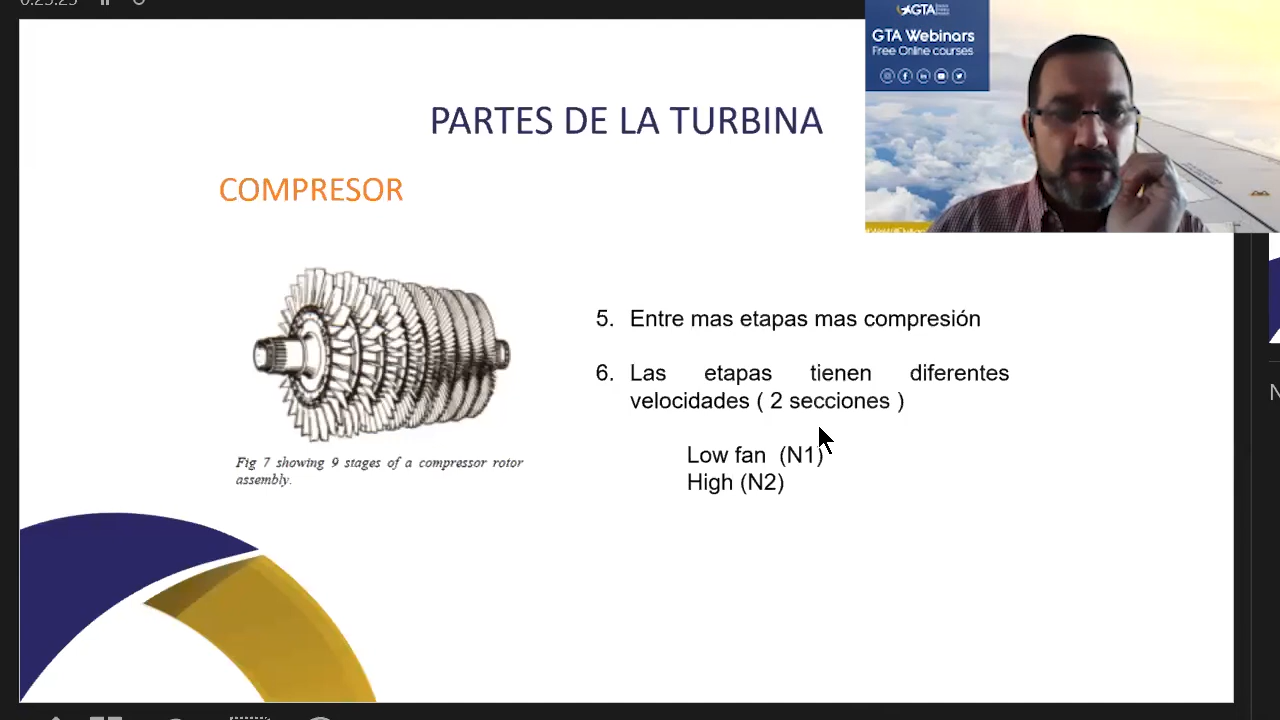 GTA
GTA Webinars
Free Online courses
PARTES DE LA TURBINA
COMPRESOR
5. Entre mas etapas mas compresión
6. Las etapas tienen diferentes
velocidades ( 2 secciones )
Low fan (N1)
High (N2)
Fig 7 showing 9 stages of a compressor rotor
assembly.